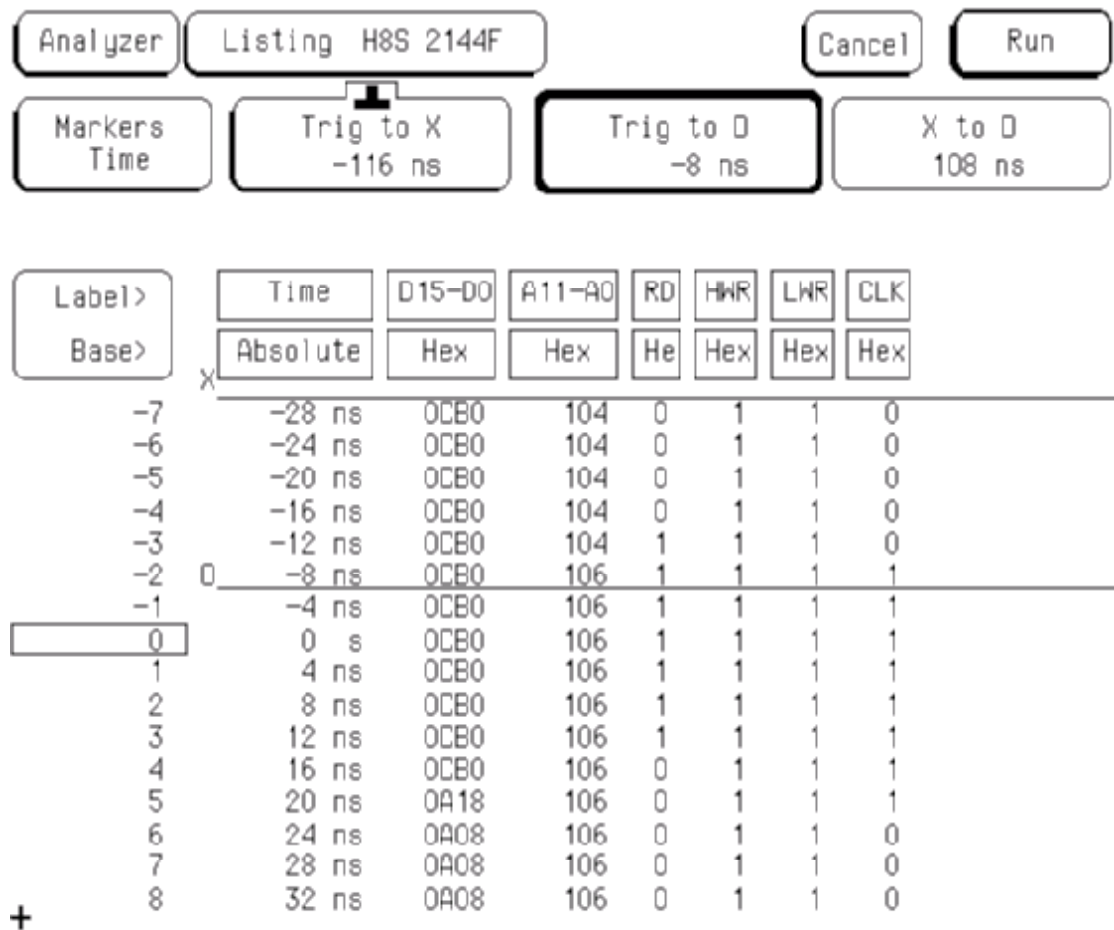 Analyzer Listing H8S 2144F Cancel Run
Markers Time Trig to X -116 ns Trig to O -8 ns X to O 108 ns
Label> Time D15-D0 A11-A0 RD HWR LWR CLK
Base> Absolute Hex Hex He Hex Hex Hex
X
-7 -28 ns 0CB0 104 0 1 1 0
-6 -24 ns 0CB0 104 0 1 1 0
-5 -20 ns 0CB0 104 0 1 1 0
-4 -16 ns 0CB0 104 0 1 1 0
-3 -12 ns 0CB0 104 1 1 1 0
-2 O -8 ns 0CB0 106 1 1 1 1
-1 -4 ns 0CB0 106 1 1 1 1
0 0 s 0CB0 106 1 1 1 1
1 4 ns 0CB0 106 1 1 1 1
2 8 ns 0CB0 106 1 1 1 1
3 12 ns 0CB0 106 1 1 1 1
4 16 ns 0CB0 106 0 1 1 1
5 20 ns 0A18 106 0 1 1 1
6 24 ns 0A08 106 0 1 1 0
7 28 ns 0A08 106 0 1 1 0
8 32 ns 0A08 106 0 1 1 0
+